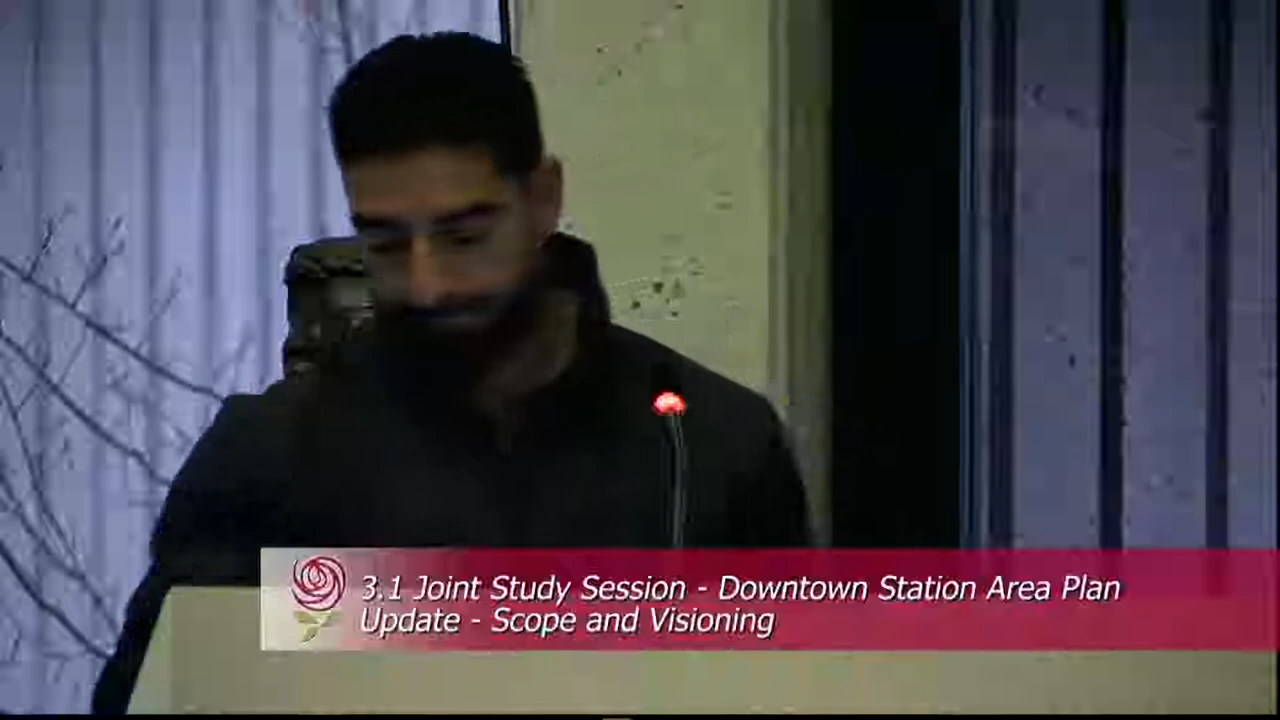 3.1 Joint Study Session - Downtown Station Area Plan
Update - Scope and Visioning